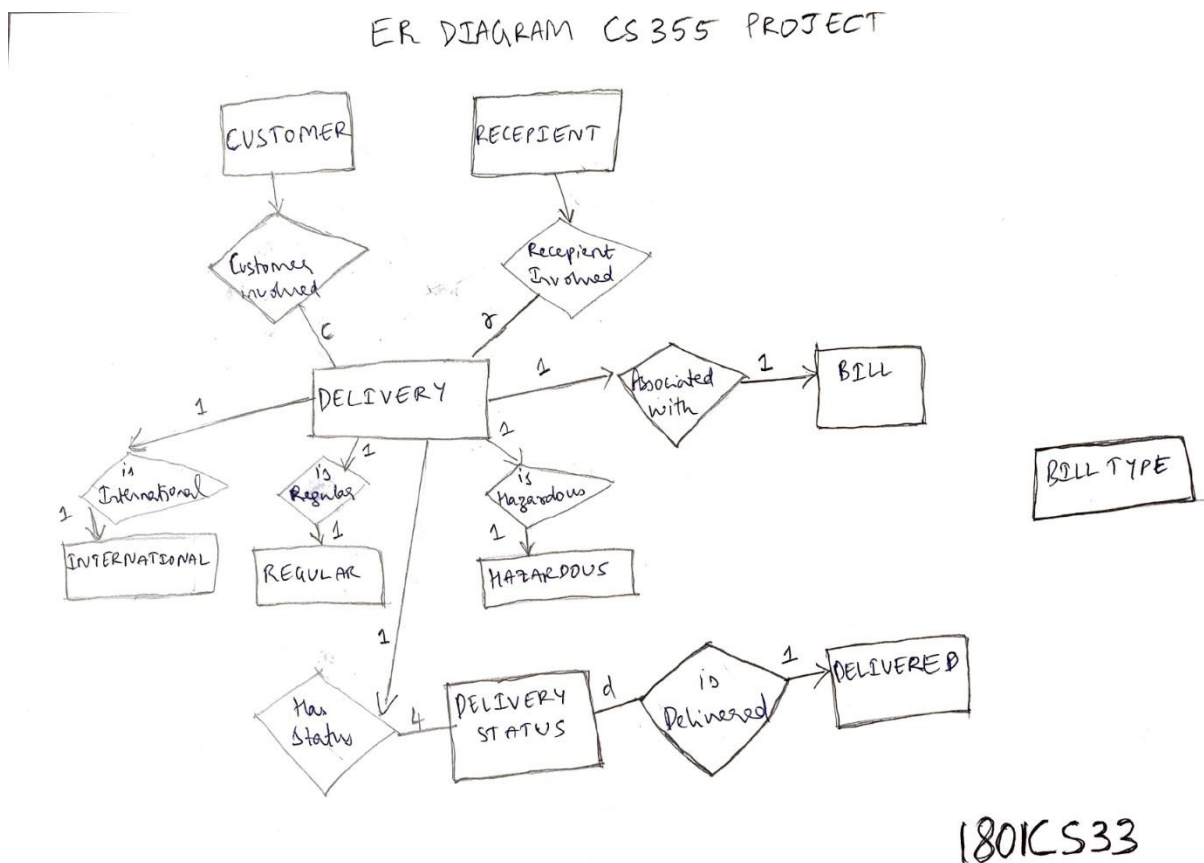 ER DIAGRAM CS355 PROJECT
CUSTOMER
RECEPIENT
Customer
involved
Recepient
Involved
C
r
DELIVERY
1
Associated
with
1
BILL
BILL TYPE
1
is
International
1
INTERNATIONAL
1
is
Regular
1
REGULAR
1
is
Hazardous
1
HAZARDOUS
1
Has
Status
4
DELIVERY
STATUS
d
is
Delivered
1
DELIVERED
1801CS33